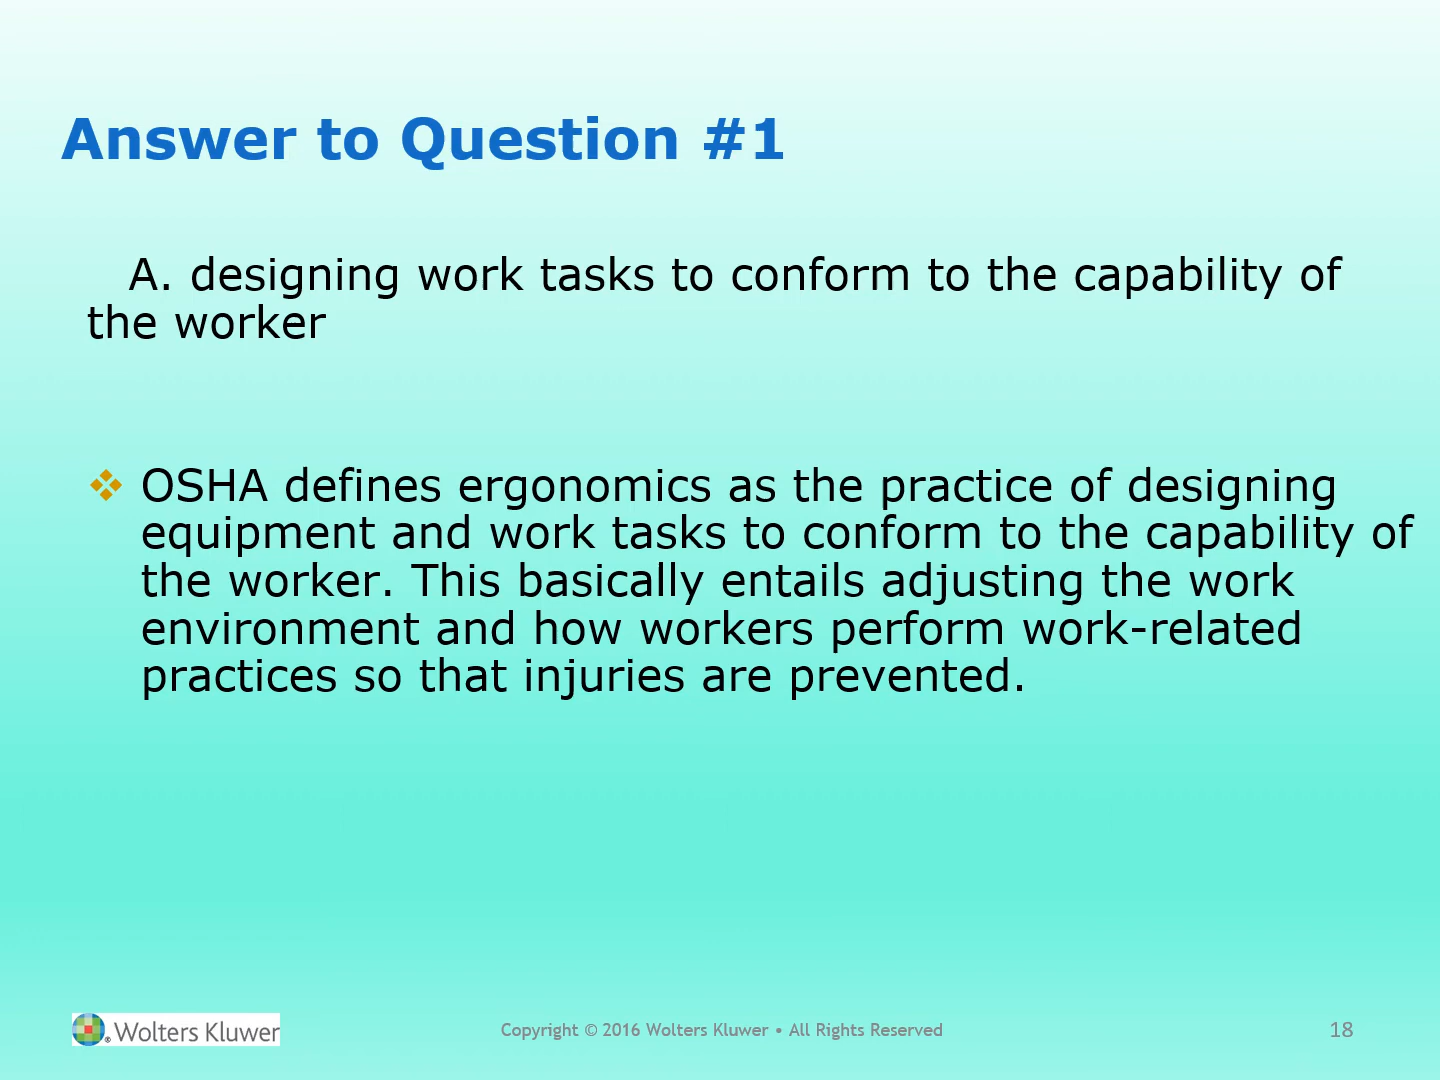 Answer to Question #1
A. designing work tasks to conform to the capability of
the worker
❖ OSHA defines ergonomics as the practice of designing
equipment and work tasks to conform to the capability of
the worker. This basically entails adjusting the work
environment and how workers perform work-related
practices so that injuries are prevented.
® Wolters Kluwer
Copyright © 2016 Wolters Kluwer • All Rights Reserved
18